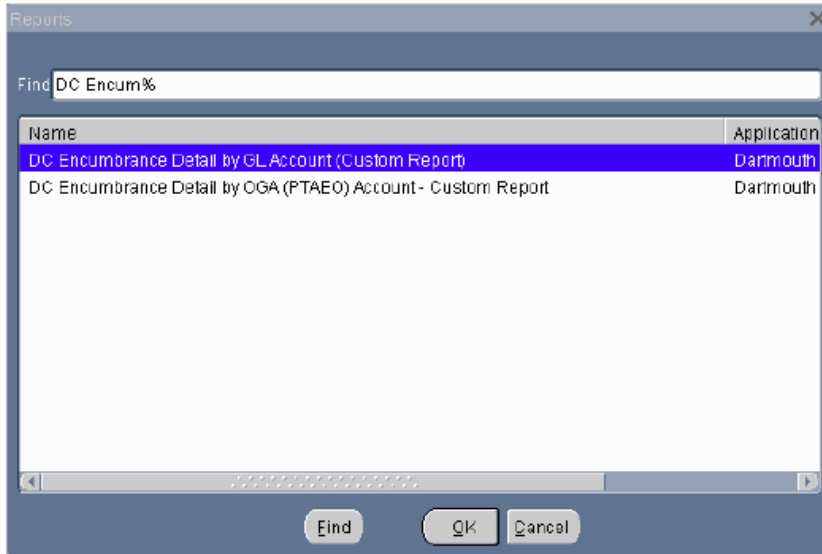 Reports
Find DC Encum%
Name Application
DC Encumbrance Detail by GL Account (Custom Report) Dartmouth
DC Encumbrance Detail by OGA (PTAEO) Account - Custom Report Dartmouth
Find OK Cancel